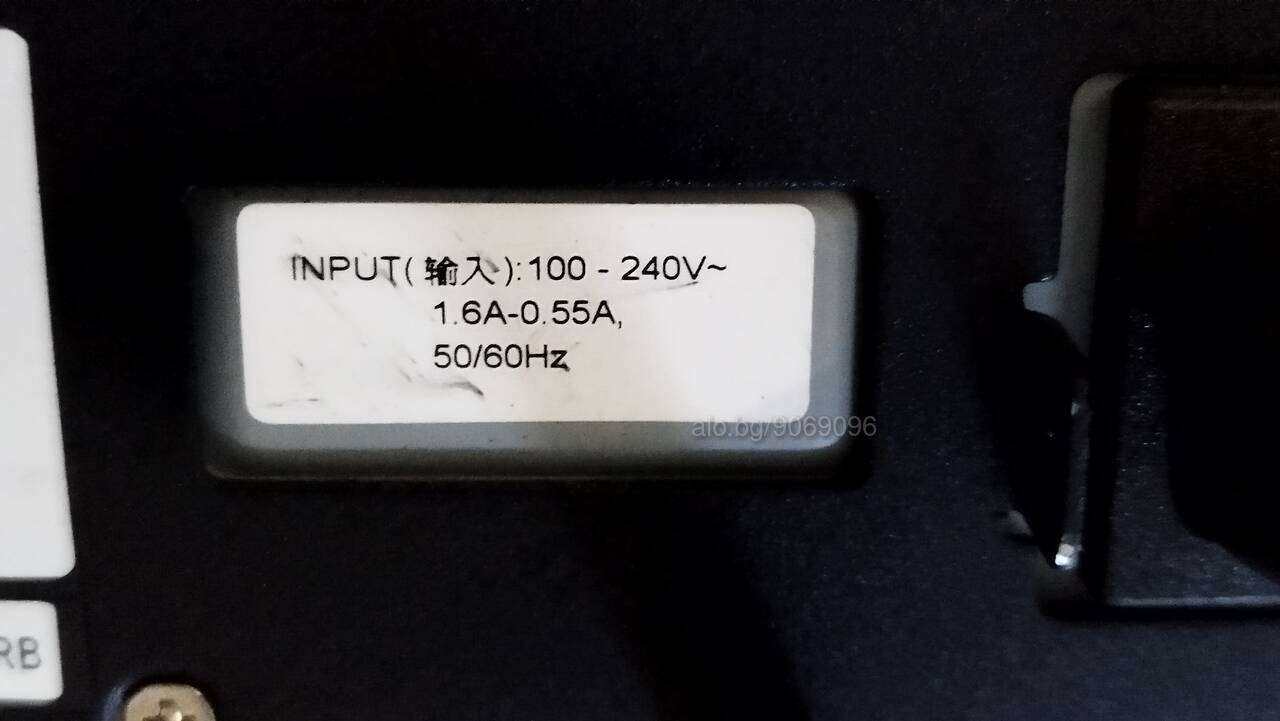 INPUT( 输入 ): 100 - 240V~
1.6A-0.55A,
50/60Hz
alo.bg/9069096
RB